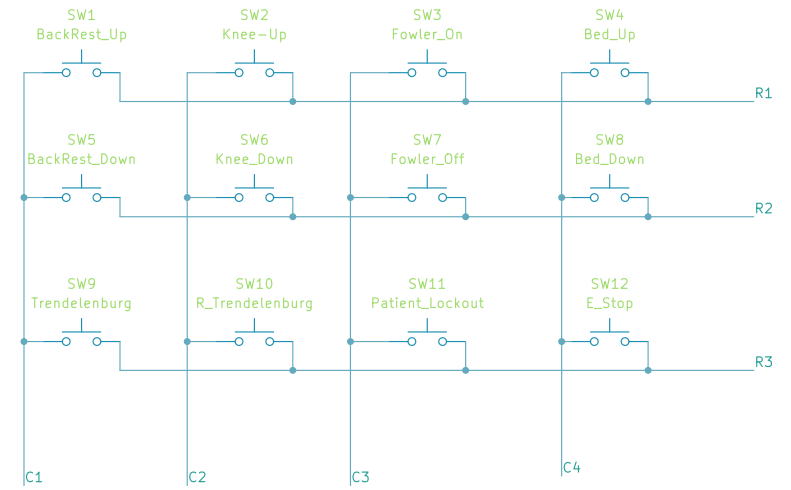 SW1 SW2 SW3 SW4
BackRest_Up Knee-Up Fowler_On Bed_Up
R1
SW5 SW6 SW7 SW8
BackRest_Down Knee_Down Fowler_Off Bed_Down
R2
SW9 SW10 SW11 SW12
Trendelenburg R_Trendelenburg Patient_Lockout E_Stop
R3
C1 C2 C3 C4